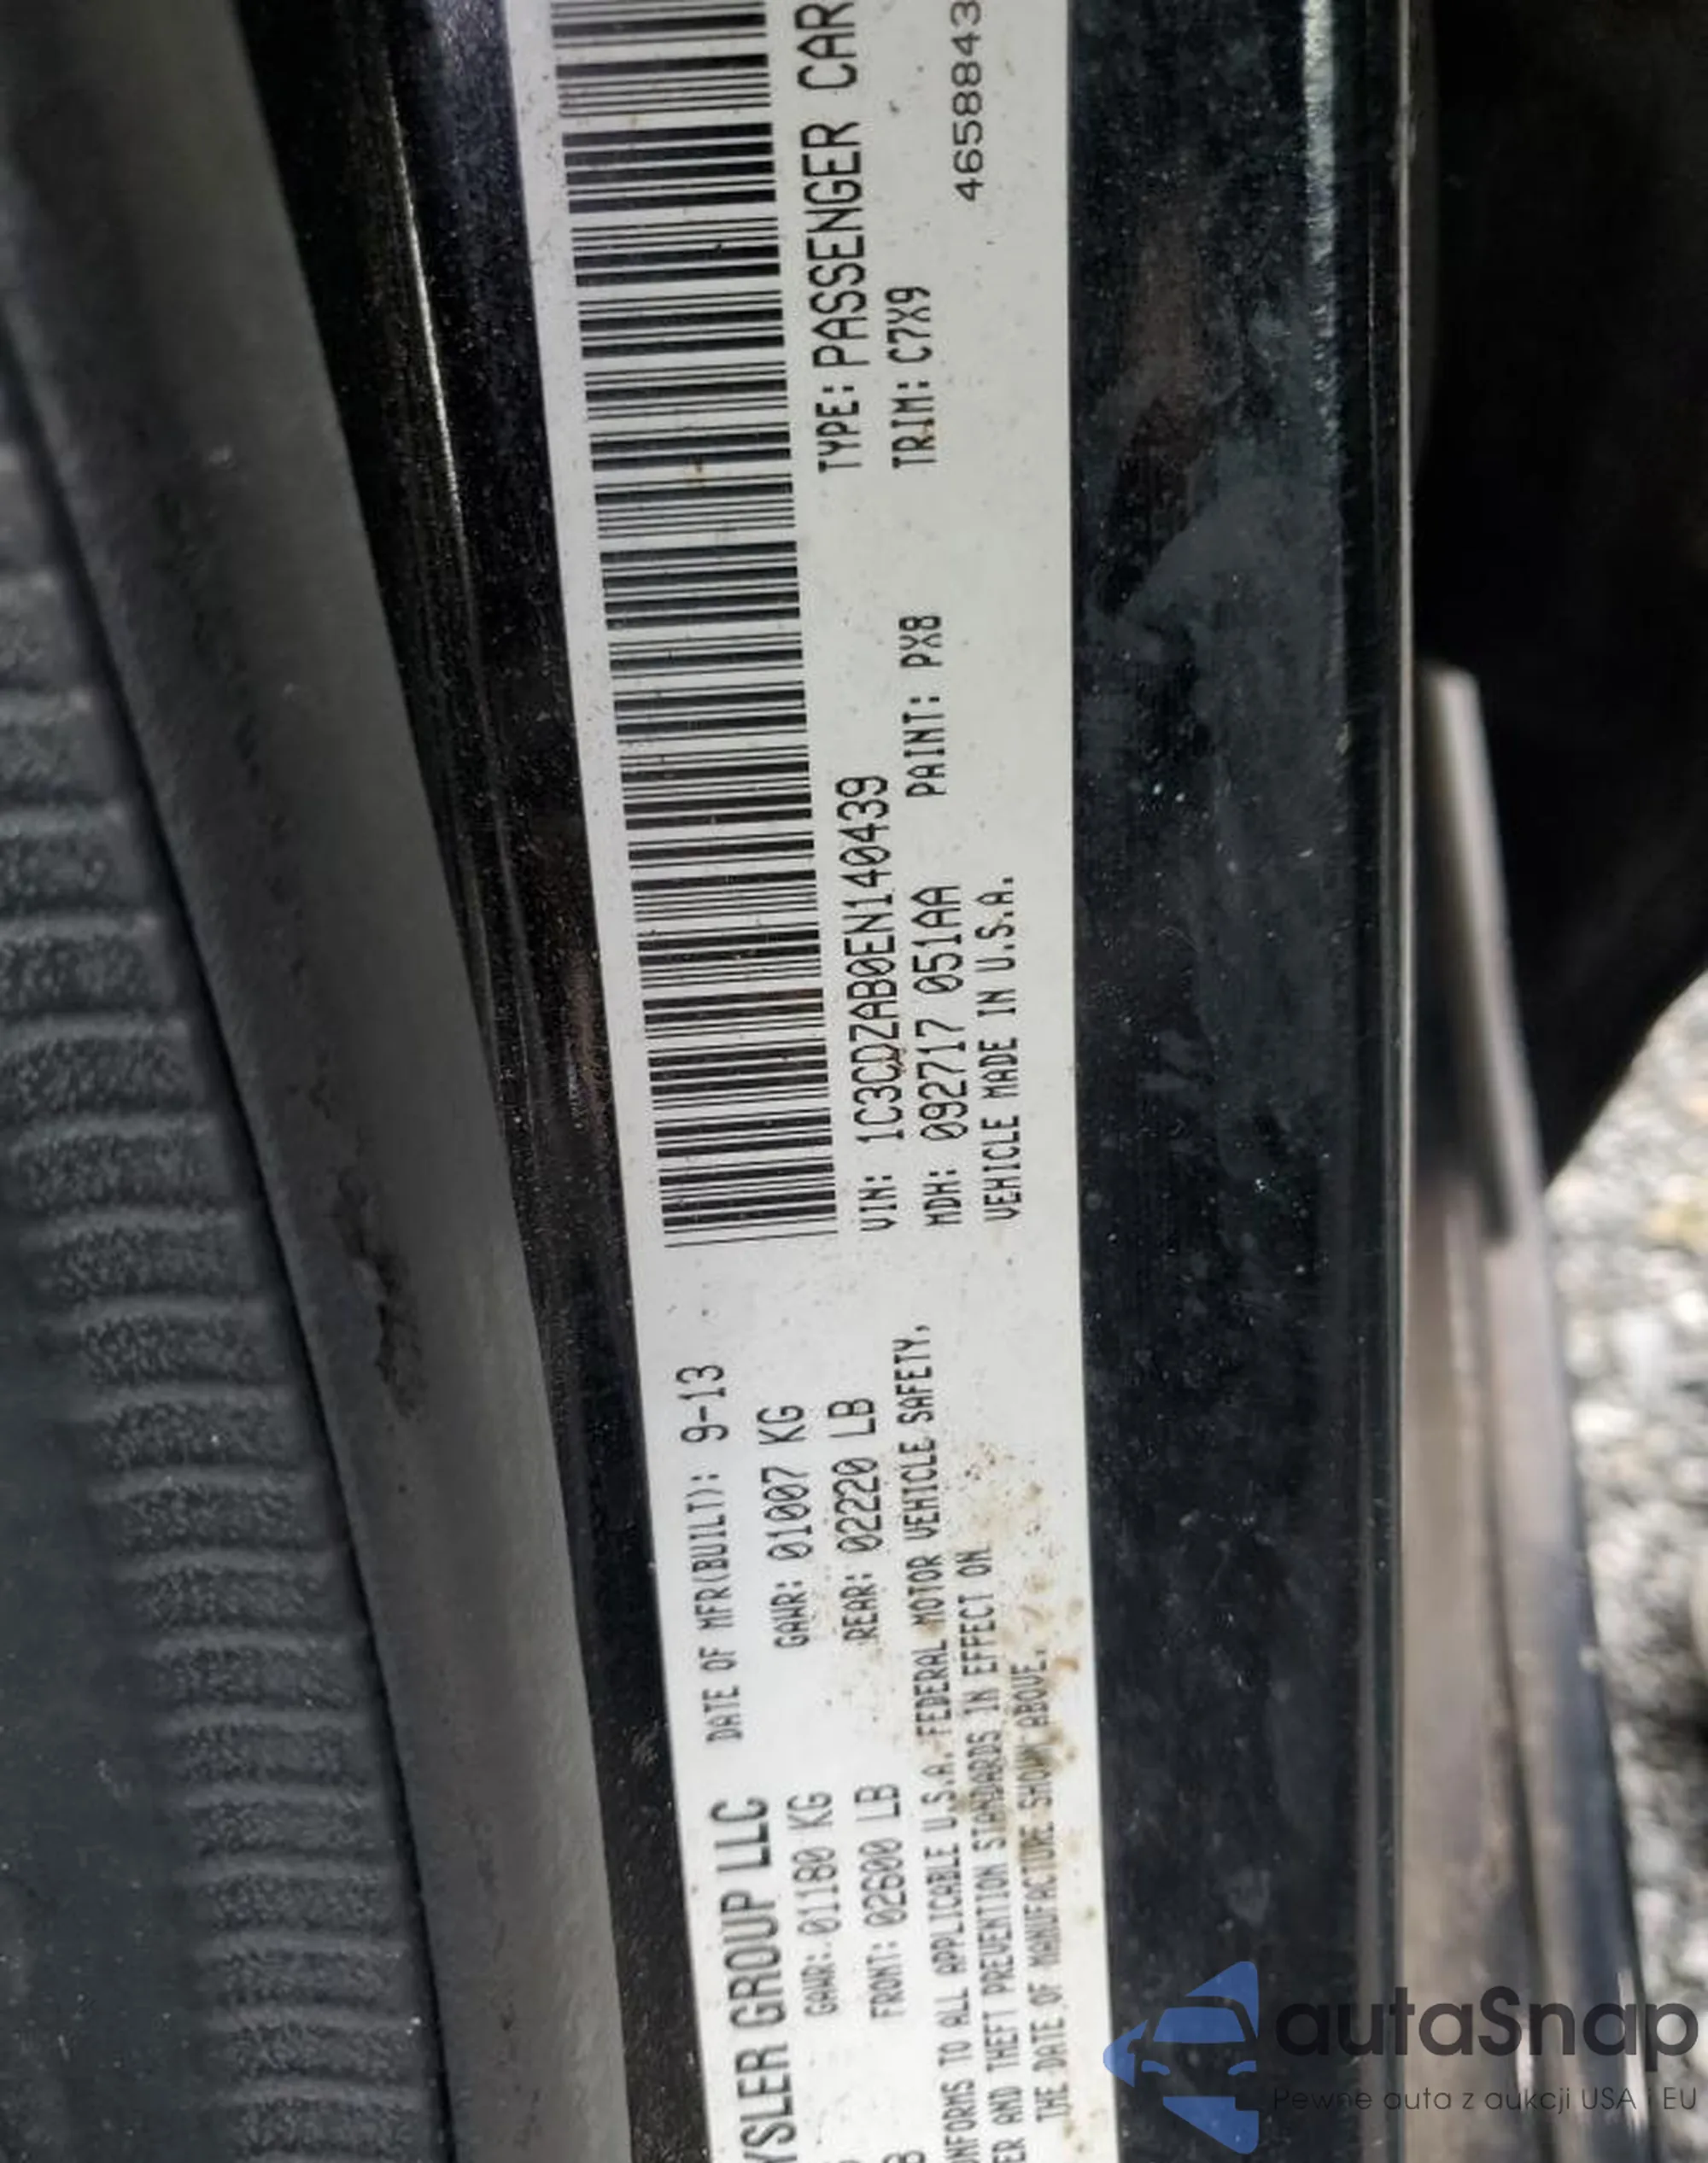 YSLER GROUP LLC DATE OF MFR(BUILT): 9-13
GAWR: 01180 KG GAWR: 01007 KG
FRONT: 02600 LB REAR: 02220 LB
ONFORMS TO ALL APPLICABLE U.S.A. FEDERAL MOTOR VEHICLE SAFETY,
ER AND THEFT PREVENTION STANDARDS IN EFFECT ON
THE DATE OF MANUFACTURE SHOWN ABOVE.
VIN: 1C3CDZAB0EN140439 TYPE: PASSENGER CAR
MDH: 092717 051AA PAINT: PX8 TRIM: C7X9
VEHICLE MADE IN U.S.A. 4658843
autaSnap
Pewne auta z aukcji USA i EU